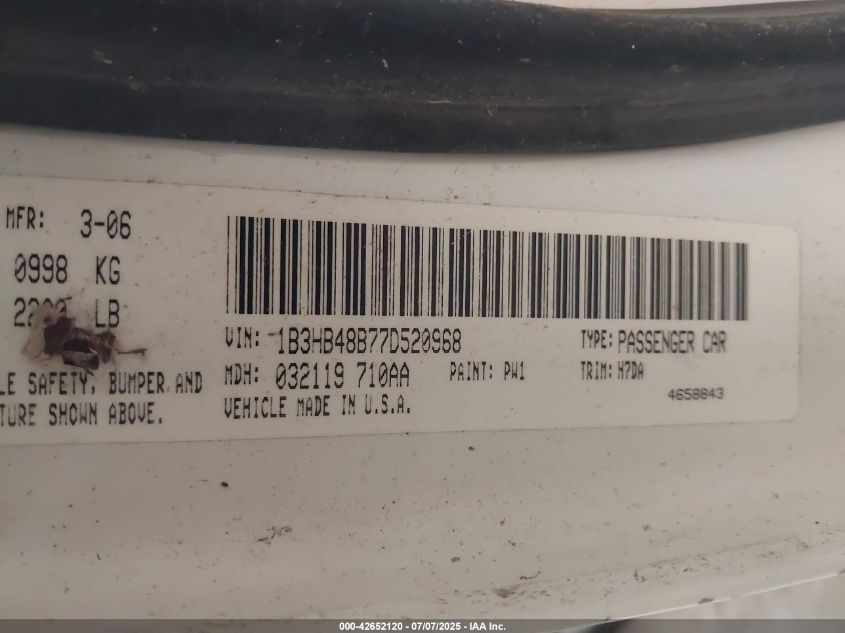 MFR: 3-06
0998 KG
LB
VIN: 1B3HB48B77D520968 TYPE: PASSENGER CAR
MDH: 032119 710AA PAINT: PW1 TRIM: H7DA
LE SAFETY, BUMPER AND
VEHICLE MADE IN U.S.A. 4658843
TURE SHOWN ABOVE.
000-42652120 - 07/07/2025 - IAA Inc.